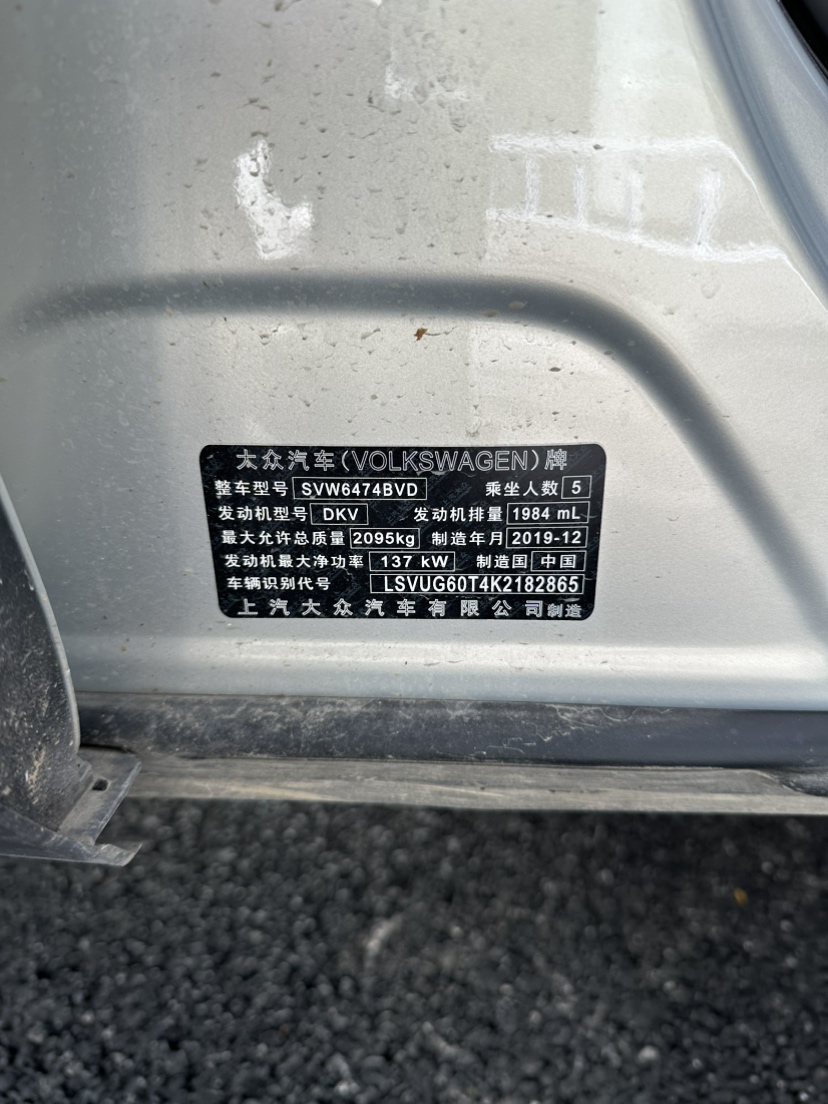 大众汽车(VOLKSWAGEN)牌
整车型号 SVW6474BVD 乘坐人数 5
发动机型号 DKV 发动机排量 1984 mL
最大允许总质量 2095kg 制造年月 2019-12
发动机最大净功率 137 kW 制造国 中国
车辆识别代号 LSVUG60T4K2182865
上汽大众汽车有限公司制造